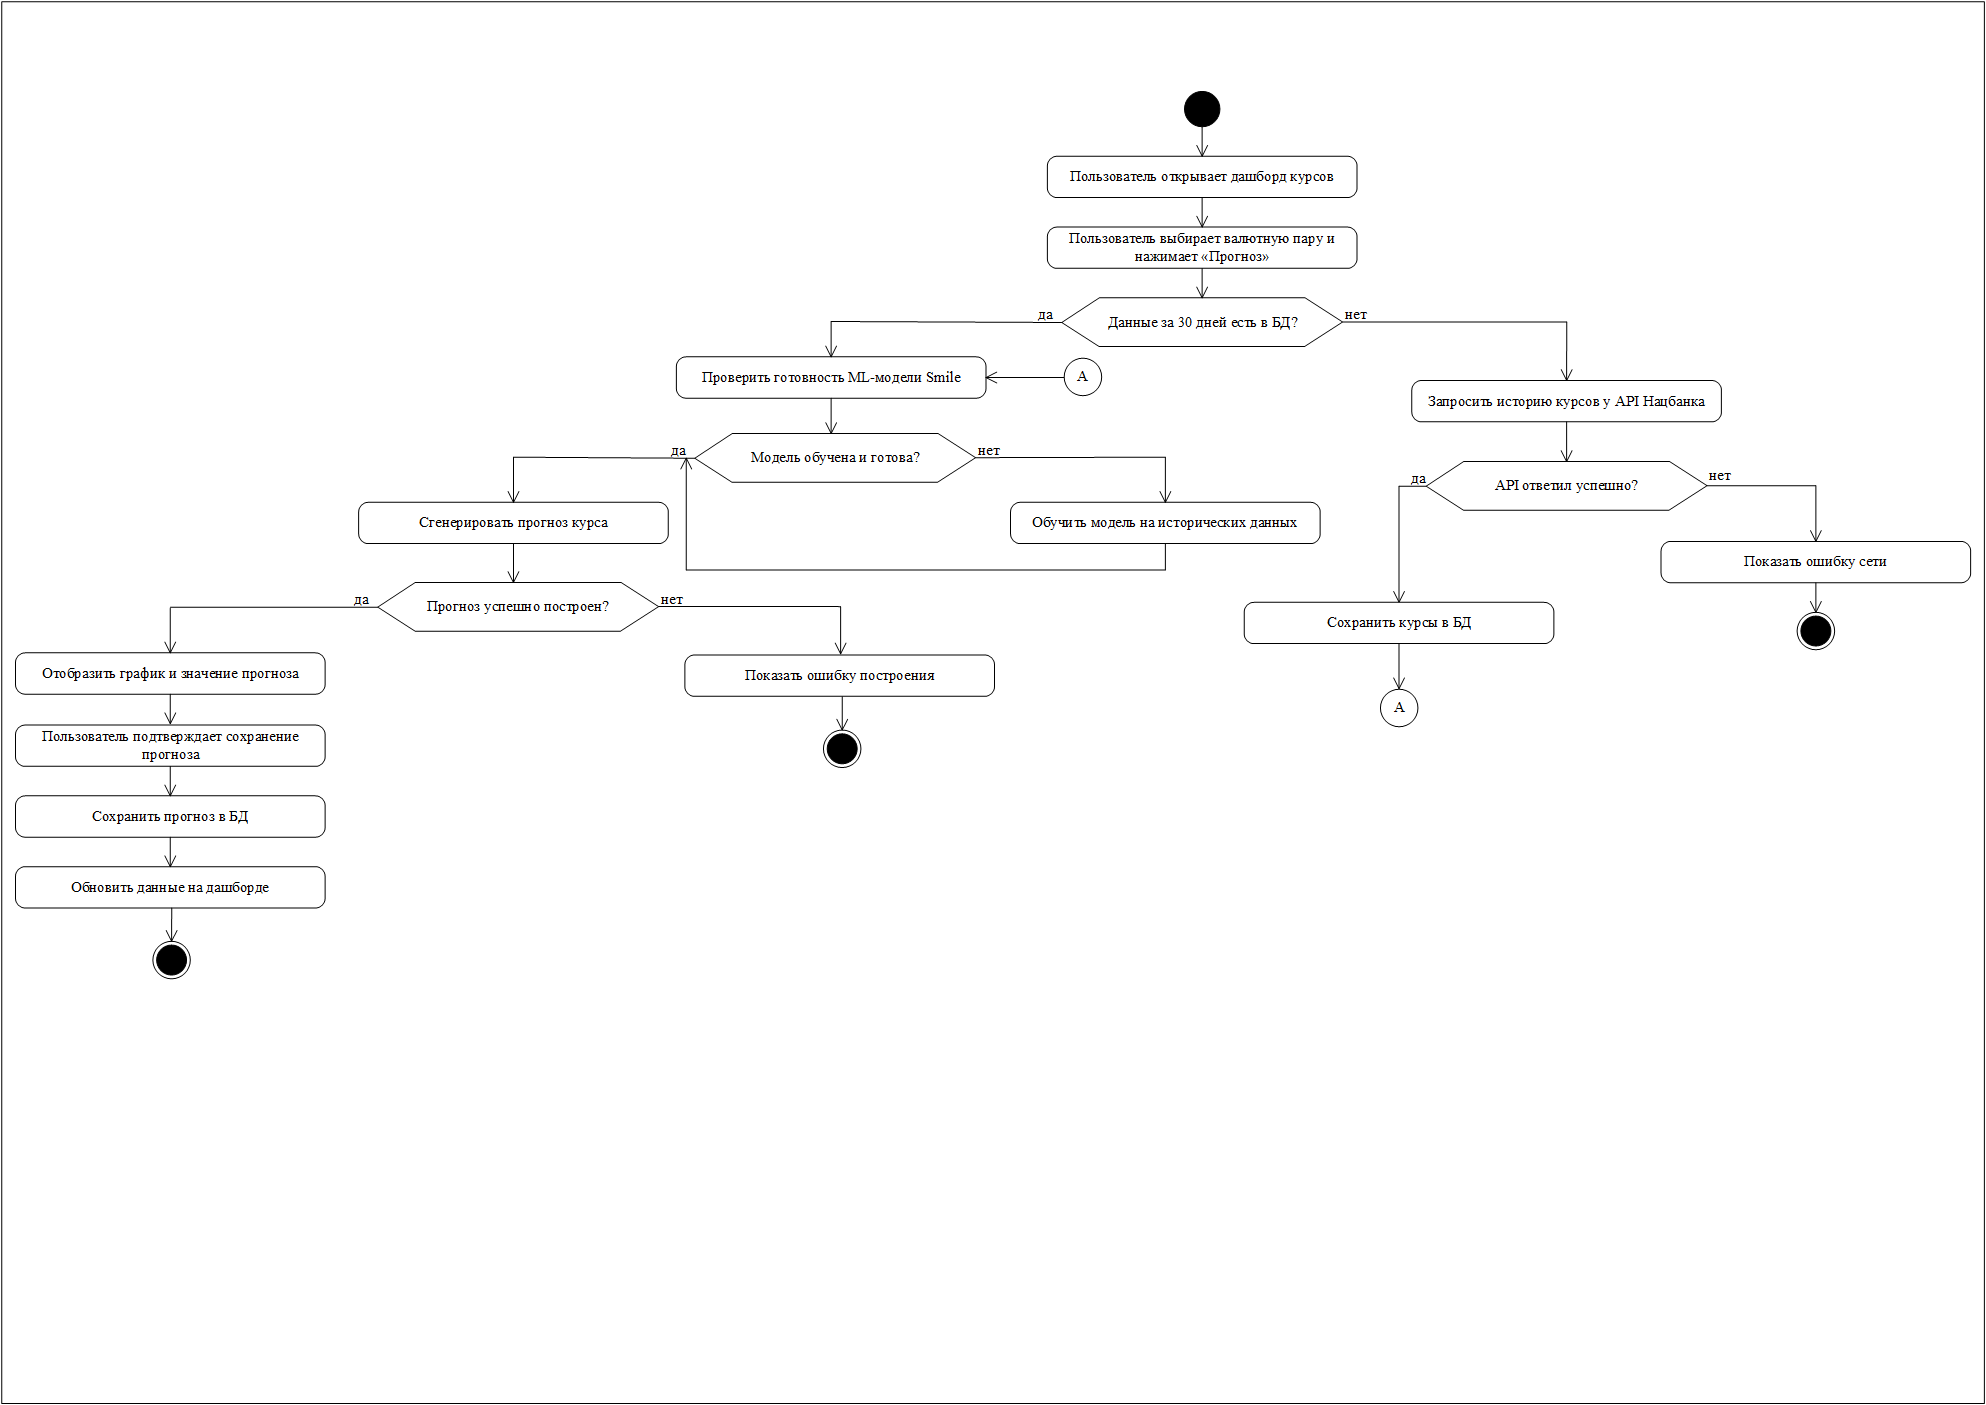 Пользователь открывает дашборд курсов
Пользователь выбирает валютную пару и
нажимает «Прогноз»
да
Данные за 30 дней есть в БД?
нет
Проверить готовность ML-модели Smile
А
Запросить историю курсов у API Нацбанка
да
Модель обучена и готова?
нет
да
API ответил успешно?
нет
Сгенерировать прогноз курса
Обучить модель на исторических данных
Показать ошибку сети
да
Прогноз успешно построен?
нет
Сохранить курсы в БД
Отобразить график и значение прогноза
Показать ошибку построения
А
Пользователь подтверждает сохранение
прогноза
Сохранить прогноз в БД
Обновить данные на дашборде